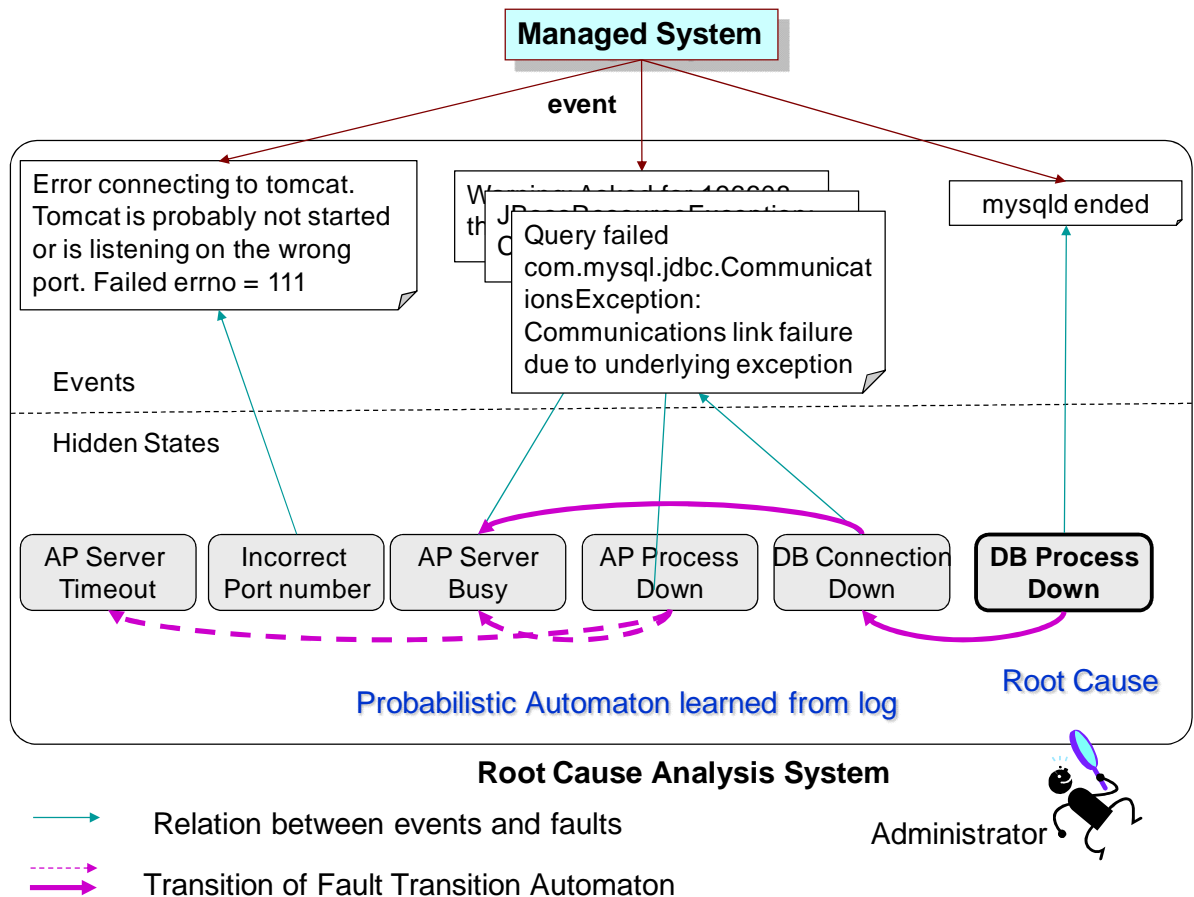 Managed System
event
Error connecting to tomcat.
Tomcat is probably not started
or is listening on the wrong
port. Failed errno = 111
Query failed
com.mysql.jdbc.Communicat
ionsException:
Communications link failure
due to underlying exception
mysqld ended
Events
Hidden States
AP Server
Timeout
Incorrect
Port number
AP Server
Busy
AP Process
Down
DB Connection
Down
DB Process
Down
Root Cause
Probabilistic Automaton learned from log
Root Cause Analysis System
Administrator
Relation between events and faults
Transition of Fault Transition Automaton